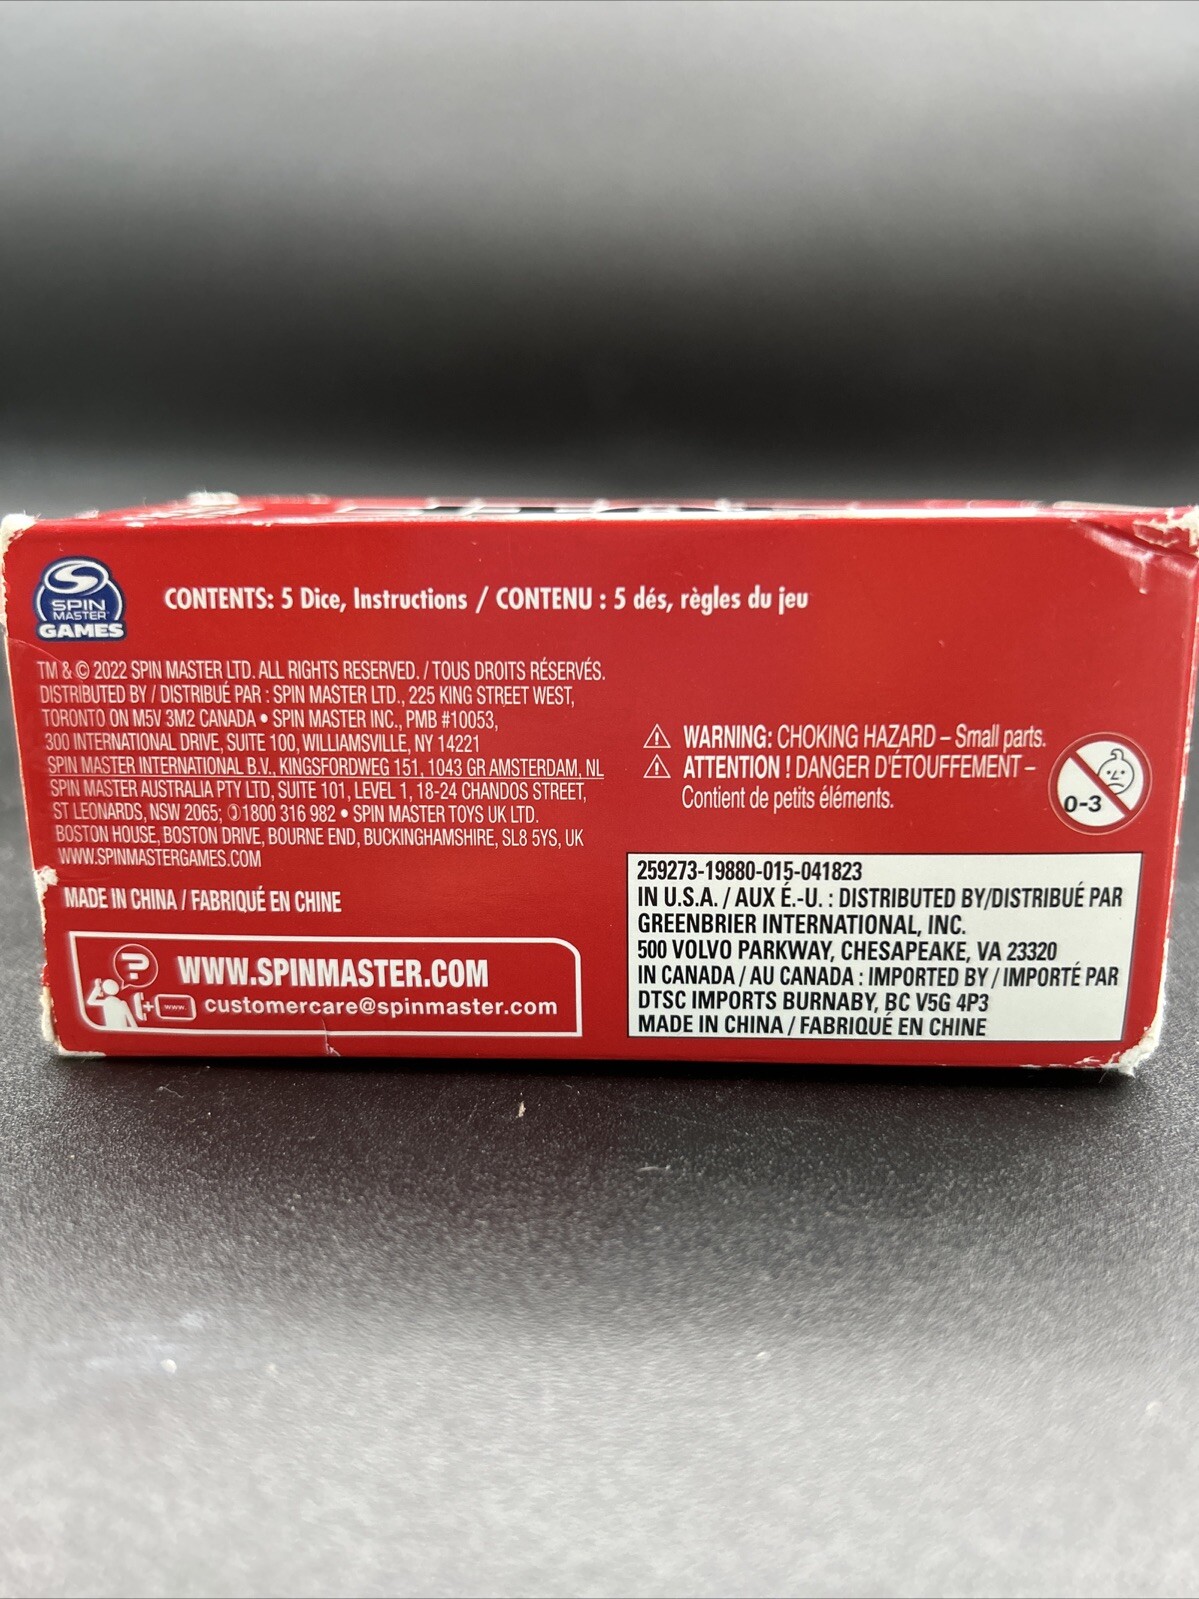 SPIN
MASTER
GAMES
CONTENTS: 5 Dice, Instructions / CONTENU : 5 dés, règles du jeu
TM & © 2022 SPIN MASTER LTD. ALL RIGHTS RESERVED. / TOUS DROITS RÉSERVÉS.
DISTRIBUTED BY / DISTRIBUÉ PAR : SPIN MASTER LTD., 225 KING STREET WEST,
TORONTO ON M5V 3M2 CANADA • SPIN MASTER INC., PMB #10053,
300 INTERNATIONAL DRIVE, SUITE 100, WILLIAMSVILLE, NY 14221
SPIN MASTER INTERNATIONAL B.V., KINGSFORDWEG 151, 1043 GR AMSTERDAM, NL
SPIN MASTER AUSTRALIA PTY LTD, SUITE 101, LEVEL 1, 18-24 CHANDOS STREET,
ST LEONARDS, NSW 2065; ✆1800 316 982 • SPIN MASTER TOYS UK LTD.
BOSTON HOUSE, BOSTON DRIVE, BOURNE END, BUCKINGHAMSHIRE, SL8 5YS, UK
WWW.SPINMASTERGAMES.COM
MADE IN CHINA / FABRIQUÉ EN CHINE
?
WWW.SPINMASTER.COM
www.
customercare@spinmaster.com
⚠ WARNING: CHOKING HAZARD – Small parts.
⚠ ATTENTION ! DANGER D'ÉTOUFFEMENT –
Contient de petits éléments.
0-3
259273-19880-015-041823
IN U.S.A. / AUX É.-U. : DISTRIBUTED BY/DISTRIBUÉ PAR
GREENBRIER INTERNATIONAL, INC.
500 VOLVO PARKWAY, CHESAPEAKE, VA 23320
IN CANADA / AU CANADA : IMPORTED BY / IMPORTÉ PAR
DTSC IMPORTS BURNABY, BC V5G 4P3
MADE IN CHINA / FABRIQUÉ EN CHINE